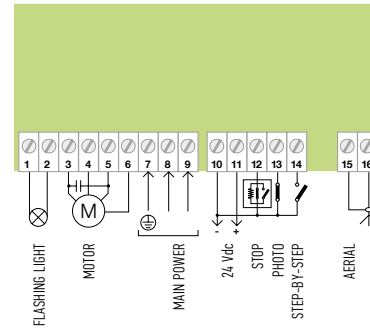 1 2 3 4 5 6 7 8 9 10 11 12 13 14 15 16
M
- +
FLASHING LIGHT
MOTOR
MAIN POWER
24 Vdc
STOP
PHOTO
STEP-BY-STEP
AERIAL